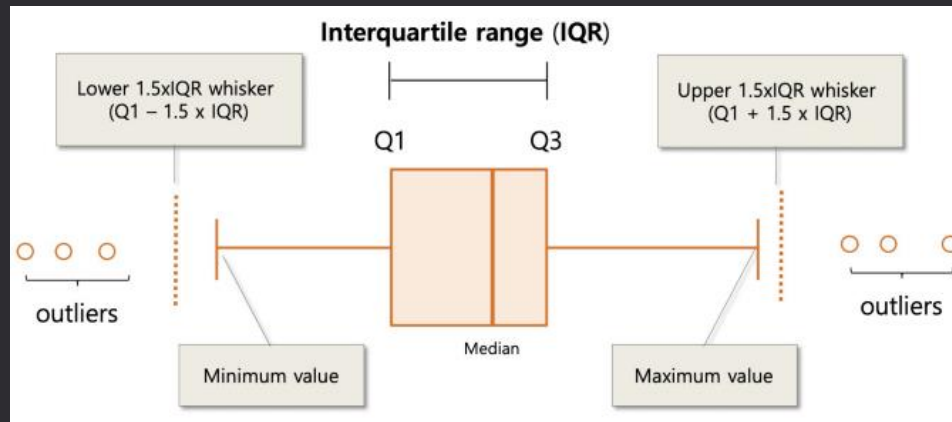 Interquartile range (IQR)
Lower 1.5xIQR whisker
(Q1 – 1.5 x IQR)
Upper 1.5xIQR whisker
(Q1 + 1.5 x IQR)
Q1
Q3
outliers
outliers
Median
Minimum value
Maximum value